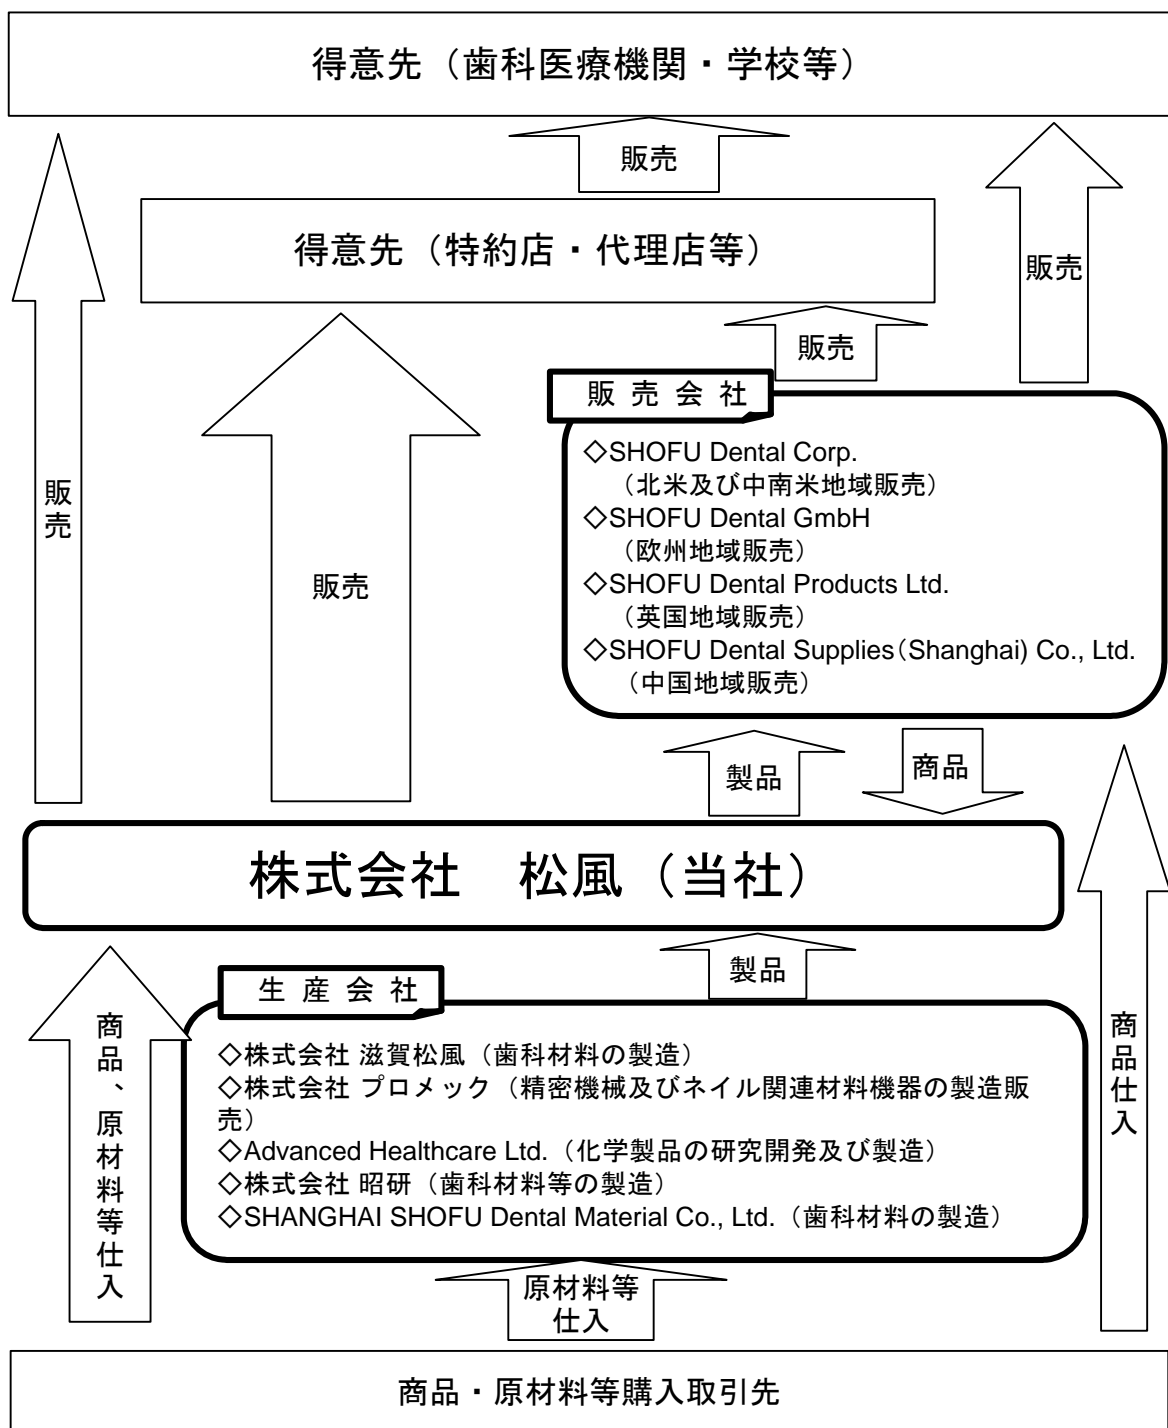 得意先（歯科医療機関・学校等）
販売
得意先（特約店・代理店等）
販売
販売
販売会社
◇SHOFU Dental Corp.
（北米及び中南米地域販売）
◇SHOFU Dental GmbH
（欧州地域販売）
◇SHOFU Dental Products Ltd.
（英国地域販売）
◇SHOFU Dental Supplies（Shanghai) Co., Ltd.
（中国地域販売）
販売
販売
製品
商品
株式会社　松風（当社）
製品
生産会社
◇株式会社 滋賀松風（歯科材料の製造）
◇株式会社 プロメック（精密機械及びネイル関連材料機器の製造販
売）
◇Advanced Healthcare Ltd.（化学製品の研究開発及び製造）
◇株式会社 昭研（歯科材料等の製造）
◇SHANGHAI SHOFU Dental Material Co., Ltd.（歯科材料の製造）
商品、原材料等仕入
商品仕入
原材料等
仕入
商品・原材料等購入取引先